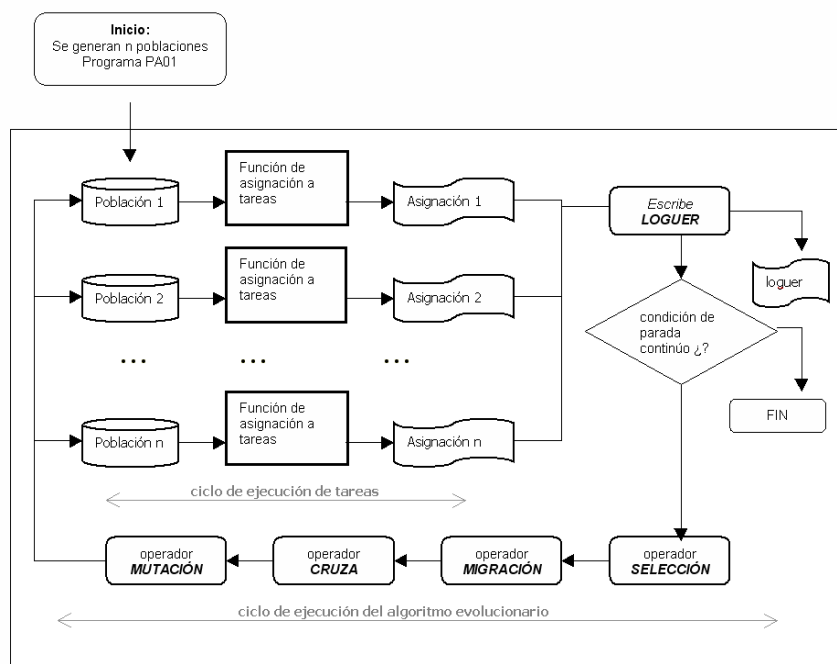 Inicio:
Se generan n poblaciones
Programa PA01
Población 1
Función de
asignación a
tareas
Asignación 1
Escribe
LOGUER
loguer
Población 2
Función de
asignación a
tareas
Asignación 2
condición de
parada
continúo ¿?
... ... ...
FIN
Población n
Función de
asignación a
tareas
Asignación n
ciclo de ejecución de tareas
operador
MUTACIÓN
operador
CRUZA
operador
MIGRACIÓN
operador
SELECCIÓN
ciclo de ejecución del algoritmo evolucionario